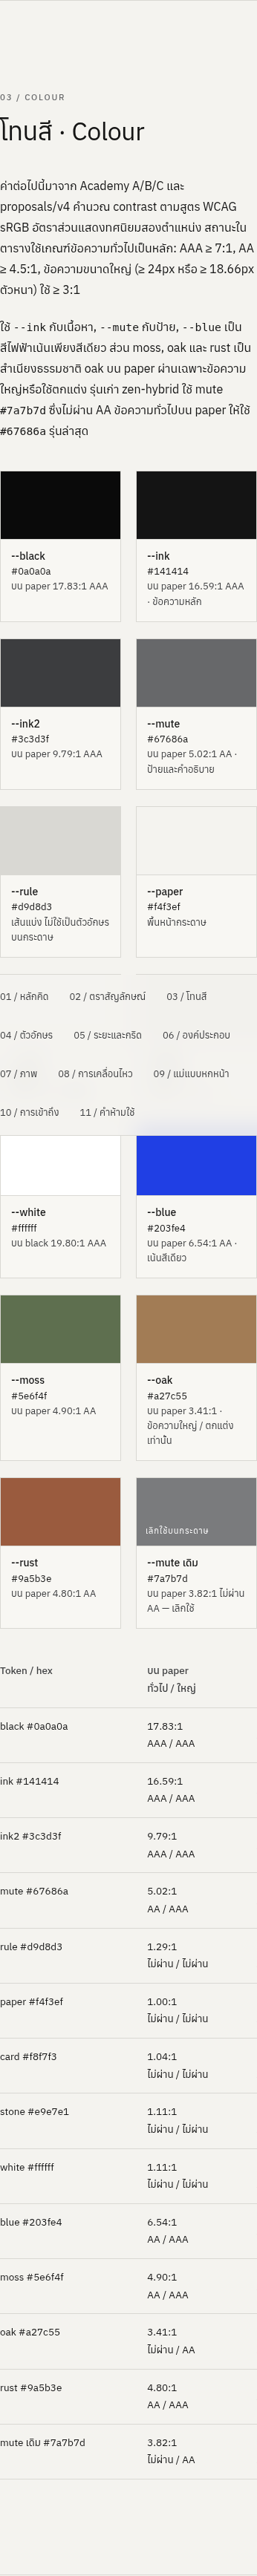 03 / COLOUR
โทนสี · Colour
ค่าต่อไปนี้มาจาก Academy A/B/C และ
proposals/v4 คำนวณ contrast ตามสูตร WCAG
sRGB อัตราส่วนแสดงทศนิยมสองตำแหน่ง สถานะใน
ตารางใช้เกณฑ์ข้อความทั่วไปเป็นหลัก: AAA ≥ 7:1, AA
≥ 4.5:1, ข้อความขนาดใหญ่ (≥ 24px หรือ ≥ 18.66px
ตัวหนา) ใช้ ≥ 3:1
ใช้ --ink กับเนื้อหา, --mute กับป้าย, --blue เป็น
สีไฟฟ้าเน้นเพียงสีเดียว ส่วน moss, oak และ rust เป็น
สำเนียงธรรมชาติ oak บน paper ผ่านเฉพาะข้อความ
ใหญ่หรือใช้ตกแต่ง รุ่นเก่า zen-hybrid ใช้ mute
#7a7b7d ซึ่งไม่ผ่าน AA ข้อความทั่วไปบน paper ให้ใช้
#67686a รุ่นล่าสุด
--black
#0a0a0a
บน paper 17.83:1 AAA
--ink
#141414
บน paper 16.59:1 AAA
· ข้อความหลัก
--ink2
#3c3d3f
บน paper 9.79:1 AAA
--mute
#67686a
บน paper 5.02:1 AA ·
ป้ายและคำอธิบาย
--rule
#d9d8d3
เส้นแบ่ง ไม่ใช้เป็นตัวอักษร
บนกระดาษ
--paper
#f4f3ef
พื้นหน้ากระดาษ
01 / หลักคิด 02 / ตราสัญลักษณ์ 03 / โทนสี
04 / ตัวอักษร 05 / ระยะและกริด 06 / องค์ประกอบ
07 / ภาพ 08 / การเคลื่อนไหว 09 / แม่แบบหกหน้า
10 / การเข้าถึง 11 / คำห้ามใช้
--white
#ffffff
บน black 19.80:1 AAA
--blue
#203fe4
บน paper 6.54:1 AA ·
เน้นสีเดียว
--moss
#5e6f4f
บน paper 4.90:1 AA
--oak
#a27c55
บน paper 3.41:1 ·
ข้อความใหญ่ / ตกแต่ง
เท่านั้น
เลิกใช้บนกระดาษ
--rust
#9a5b3e
บน paper 4.80:1 AA
--mute เดิม
#7a7b7d
บน paper 3.82:1 ไม่ผ่าน
AA — เลิกใช้
Token / hex บน paper
ทั่วไป / ใหญ่
black #0a0a0a 17.83:1
AAA / AAA
ink #141414 16.59:1
AAA / AAA
ink2 #3c3d3f 9.79:1
AAA / AAA
mute #67686a 5.02:1
AA / AAA
rule #d9d8d3 1.29:1
ไม่ผ่าน / ไม่ผ่าน
paper #f4f3ef 1.00:1
ไม่ผ่าน / ไม่ผ่าน
card #f8f7f3 1.04:1
ไม่ผ่าน / ไม่ผ่าน
stone #e9e7e1 1.11:1
ไม่ผ่าน / ไม่ผ่าน
white #ffffff 1.11:1
ไม่ผ่าน / ไม่ผ่าน
blue #203fe4 6.54:1
AA / AAA
moss #5e6f4f 4.90:1
AA / AAA
oak #a27c55 3.41:1
ไม่ผ่าน / AA
rust #9a5b3e 4.80:1
AA / AAA
mute เดิม #7a7b7d 3.82:1
ไม่ผ่าน / AA